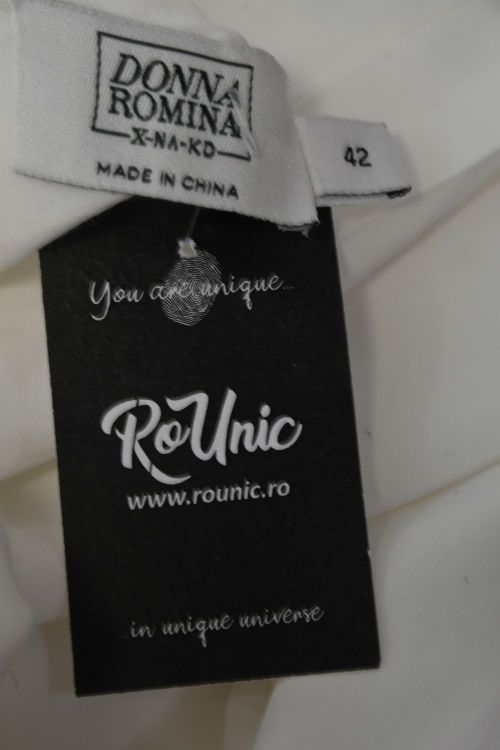 DONNA
ROMINA
X-NA-KD
MADE IN CHINA
42
You are unique...
RoUnic
www.rounic.ro
...in unique universe